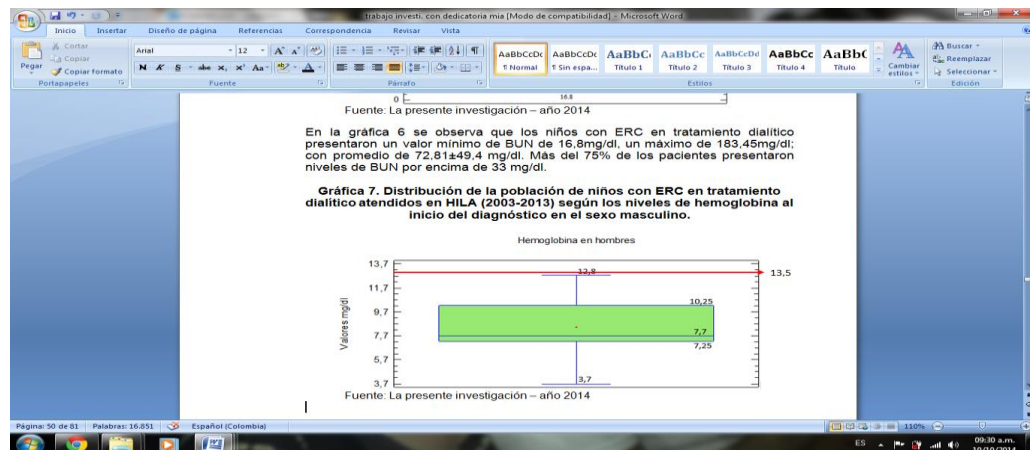 trabajo investi. con dedicatoria mia [Modo de compatibilidad] - Microsoft Word
Inicio Insertar Diseño de página Referencias Correspondencia Revisar Vista
Cortar
Copiar
Copiar formato
Pegar
Portapapeles
Arial 12
N K S abc x, x² Aa A
Fuente
Párrafo
AaBbCcDc AaBbCcDc AaBbC AaBbCc AaBbCcDd AaBbCc AaBb(
¶ Normal ¶ Sin espa... Título 1 Título 2 Título 3 Título 4 Título
Cambiar estilos
Estilos
Buscar
Reemplazar
Seleccionar
Edición
0 16.8
Fuente: La presente investigación – año 2014
En la gráfica 6 se observa que los niños con ERC en tratamiento dialítico
presentaron un valor mínimo de BUN de 16,8mg/dl, un máximo de 183,45mg/dl;
con promedio de 72,81±49,4 mg/dl. Más del 75% de los pacientes presentaron
niveles de BUN por encima de 33 mg/dl.
Gráfica 7. Distribución de la población de niños con ERC en tratamiento
dialítico atendidos en HILA (2003-2013) según los niveles de hemoglobina al
inicio del diagnóstico en el sexo masculino.
Hemoglobina en hombres
Valores mg/dl
13,7
11,7
9,7
7,7
5,7
3,7
12,8
13,5
10,25
7,7
7,25
3,7
Fuente: La presente investigación – año 2014
Página: 50 de 81 Palabras: 16.851 Español (Colombia) 110%
ES 09:30 a.m.
10/10/2014